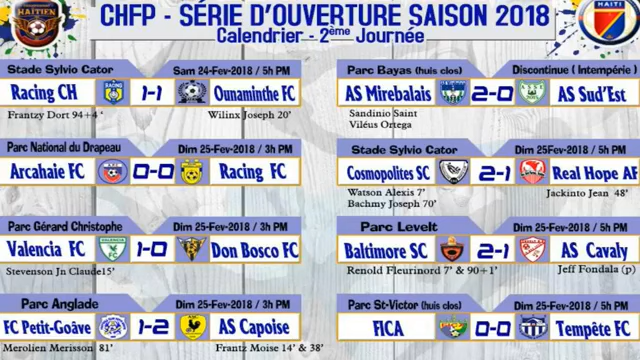 CHFP - SÉRIE D'OUVERTURE SAISON 2018
Calendrier - 2ème Journée
HAITIEN
HAITI
Stade Sylvio Cator Sam 24-Fev-2018 / 5h PM
Racing CH 1-1 Ounaminthe FC
Frantzy Dort 94+4 ' Wilinx Joseph 20'
Parc National du Drapeau Dim 25-Fev-2018 / 3h PM
Arcahaie FC 0-0 Racing FC
Parc Gérard Christophe Dim 25-Fev-2018 / 3h PM
Valencia FC 1-0 Don Bosco FC
Stevenson Jn Claude15'
Parc Anglade Dim 25-Fev-2018 / 3h PM
FC Petit-Goâve 1-2 AS Capoise
Merolien Merisson 81' Frantz Moise 14 ' & 38'
Parc Bayas (huis clos) Discontinue ( Intempérie )
AS Mirebalais 2-0 AS Sud'Est
Sandinio Saint
Viléus Ortega
Stade Sylvio Cator Dim 25-Fev-2018 / 5h PM
Cosmopolites SC 2-1 Real Hope AF
Watson Alexis 7' Jackinto Jean 48'
Bachmy Joseph 70'
Parc Levelt Dim 25-Fev-2018 / 3h PM
Baltimore SC 2-1 AS Cavaly
Renold Fleurinord 7' & 90+1' Jeff Fondala (p)
Parc St-Victor (huis clos) Dim 25-Fev-2018 / 5h PM
FICA 0-0 Tempête FC